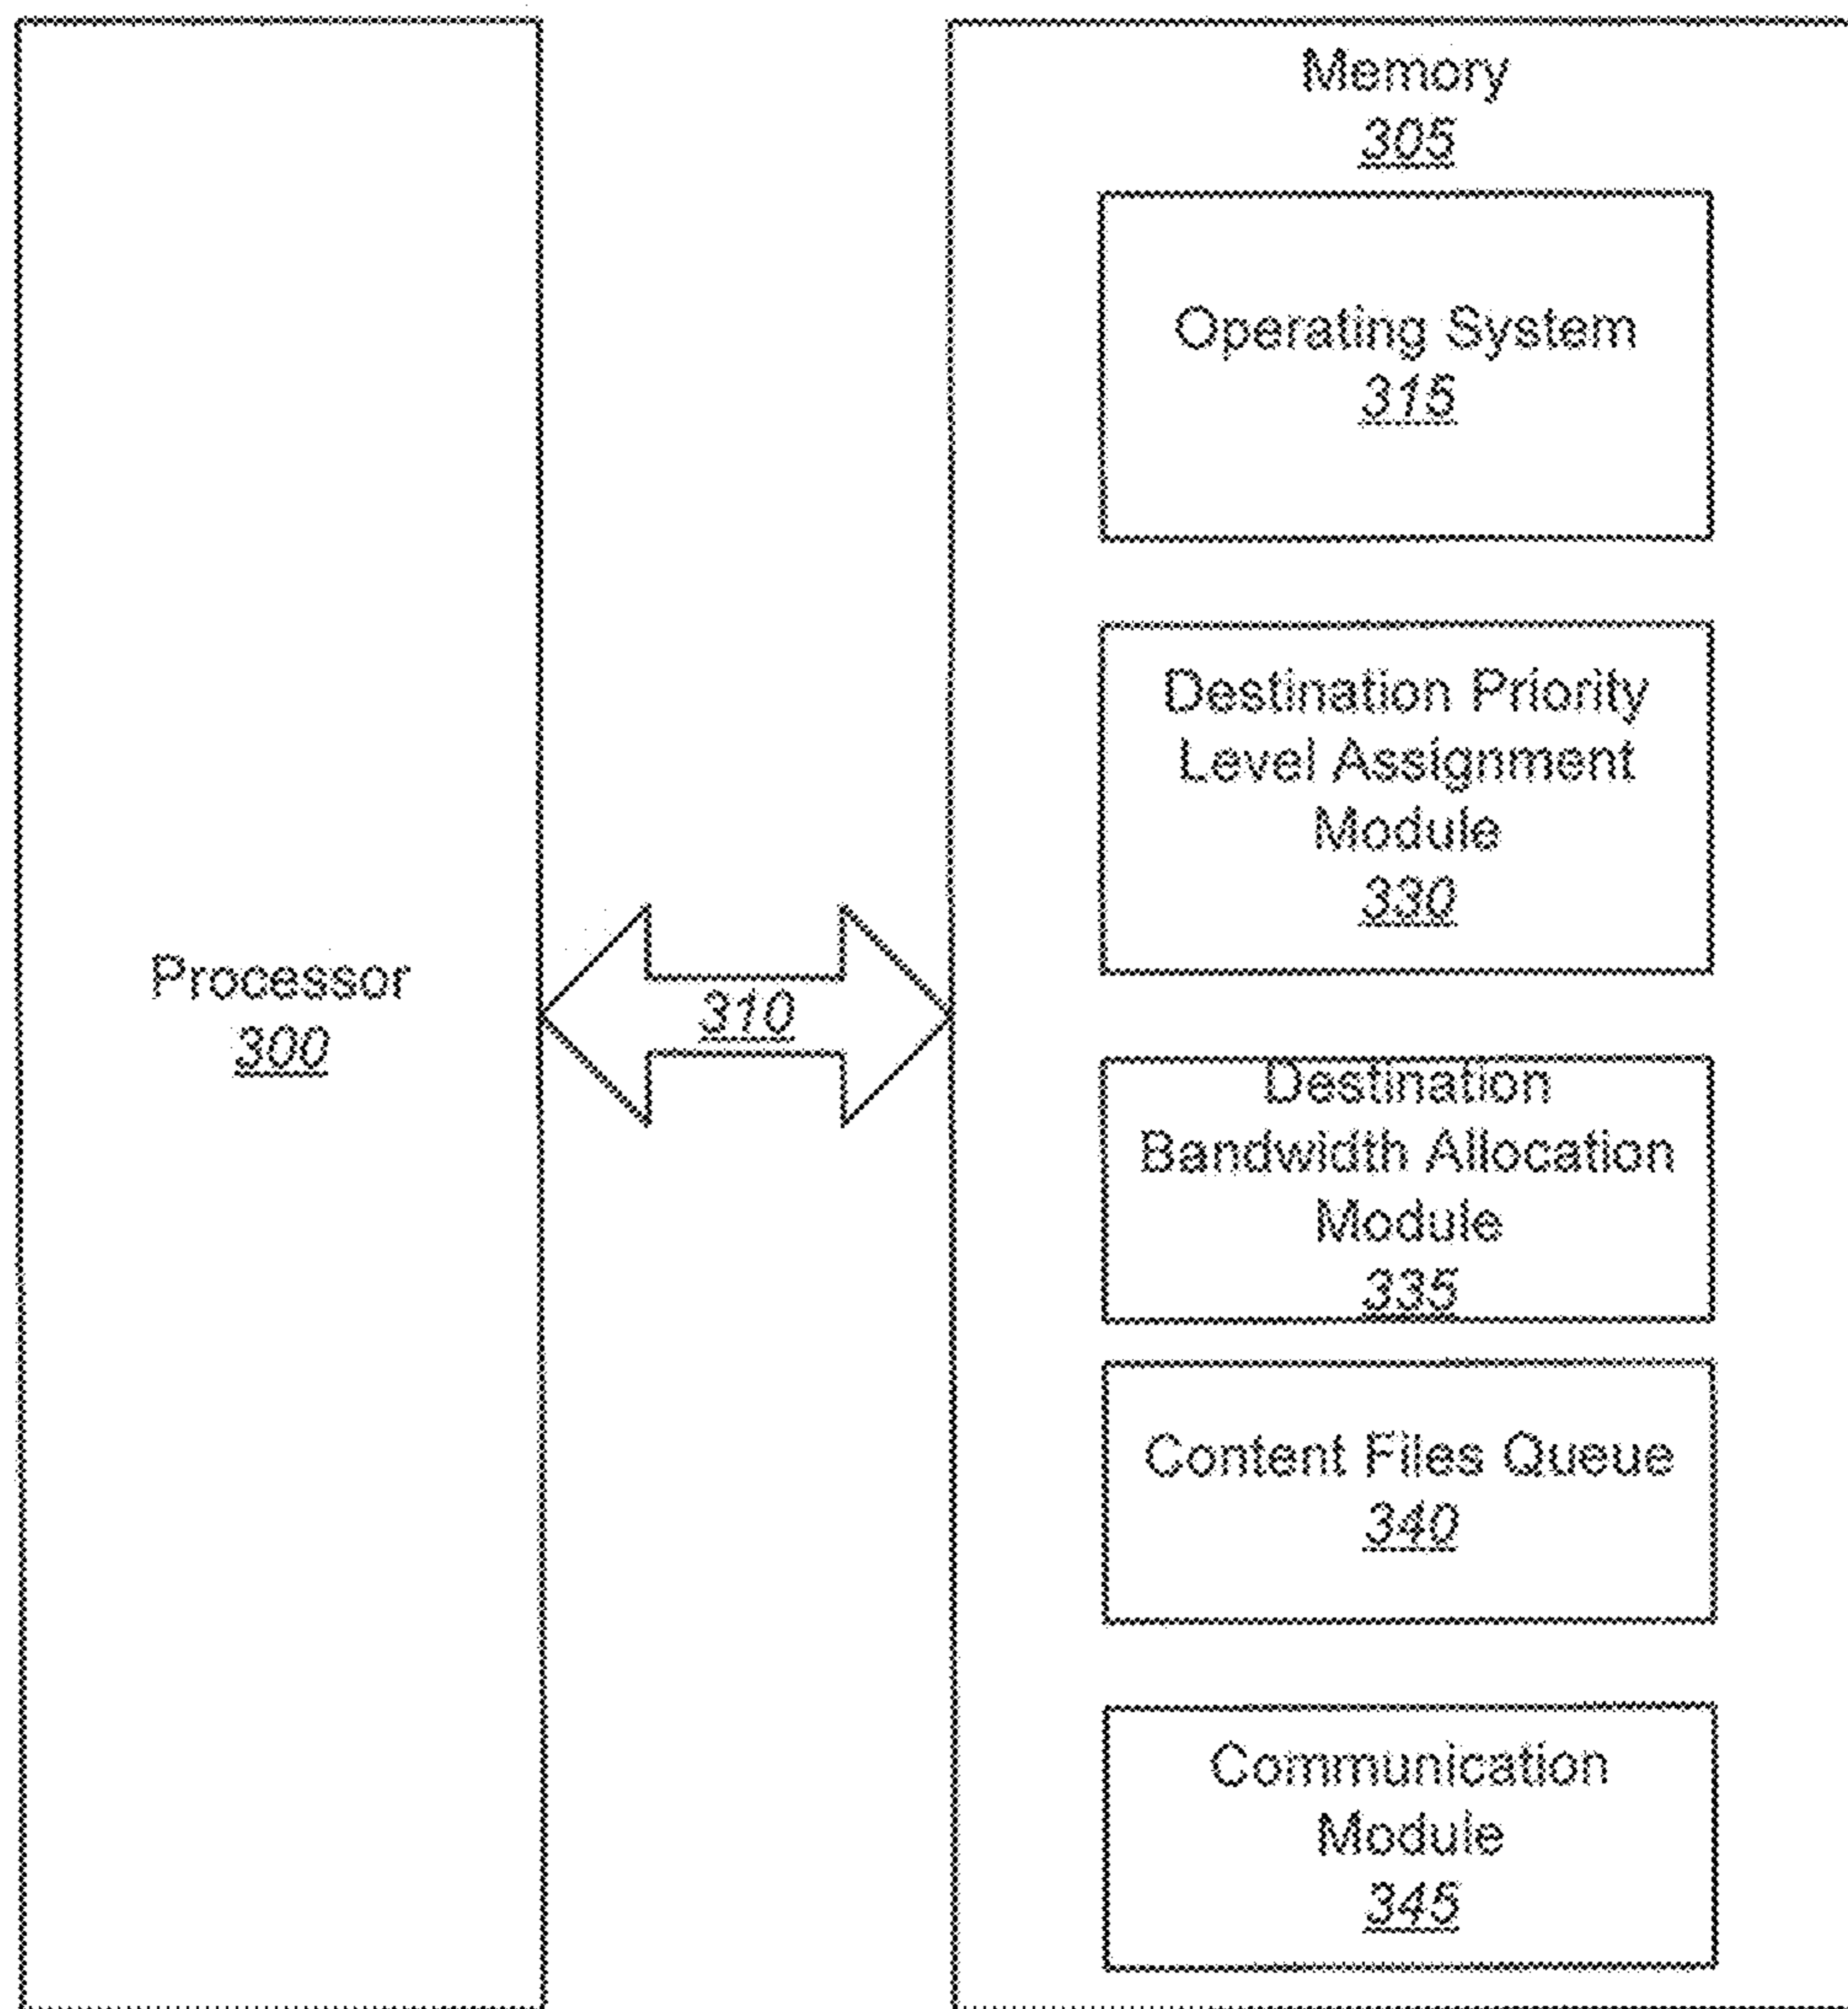 Processor
300
310
Memory
305
Operating System
315
Destination Priority
Level Assignment
Module
330
Destination
Bandwidth Allocation
Module
335
Content Files Queue
340
Communication
Module
345